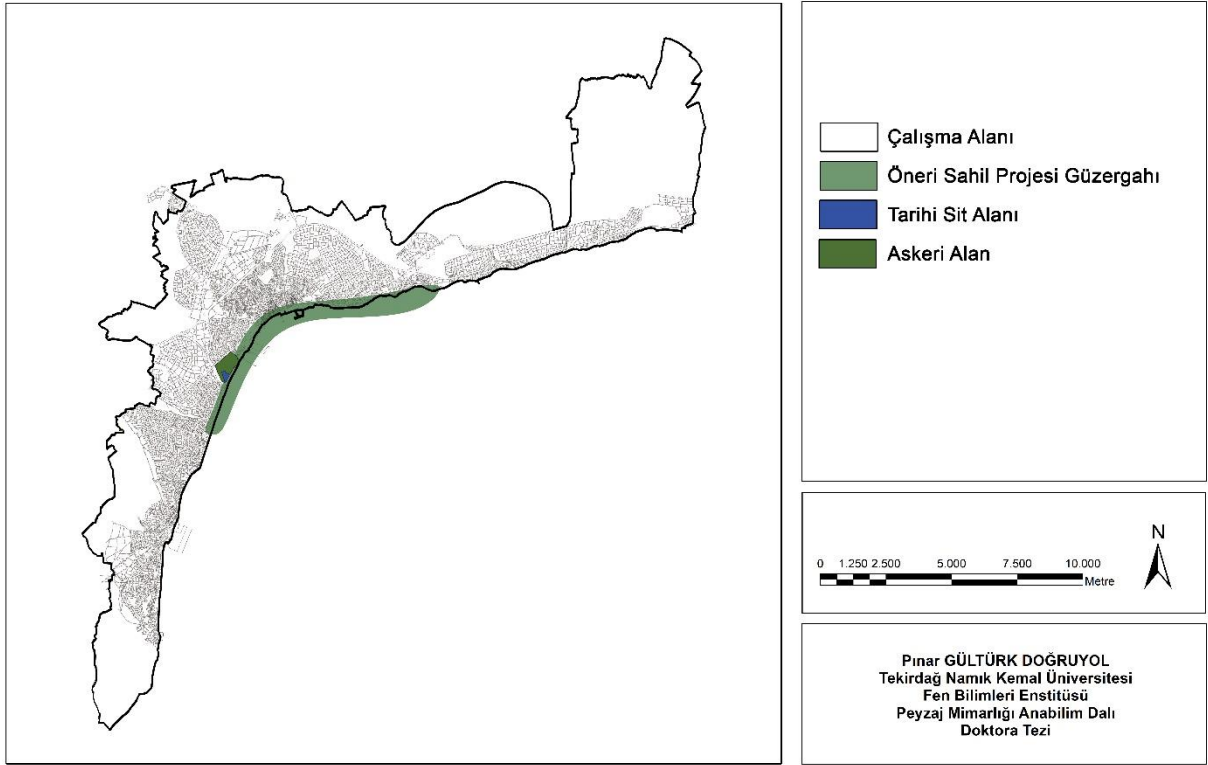 Çalışma Alanı
Öneri Sahil Projesi Güzergahı
Tarihi Sit Alanı
Askeri Alan
N
0 1.250 2.500 5.000 7.500 10.000
Metre
Pınar GÜLTÜRK DOĞRUYOL
Tekirdağ Namık Kemal Üniversitesi
Fen Bilimleri Enstitüsü
Peyzaj Mimarlığı Anabilim Dalı
Doktora Tezi